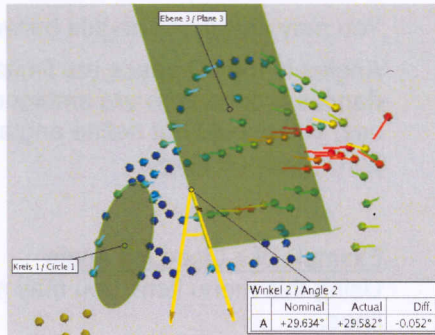 Ebene 3 / Plane 3
Kreis 1 / Circle 1
Winkel 2 / Angle 2
Nominal Actual Diff.
A +29.634° +29.582° -0.052°